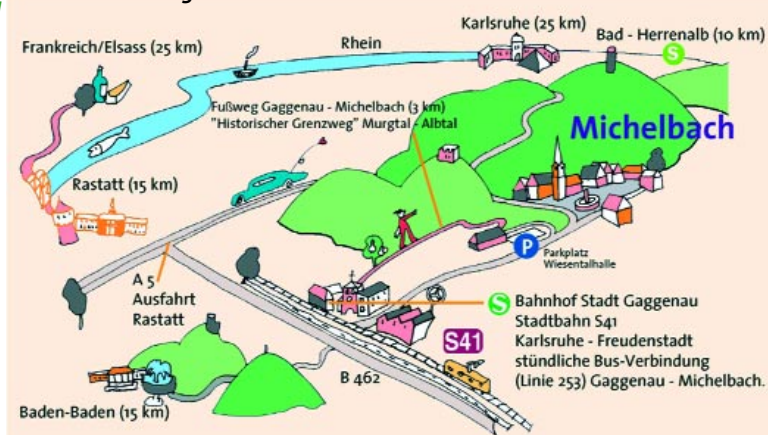 Karlsruhe (25 km)
Bad - Herrenalb (10 km)
S
Frankreich/Elsass (25 km)
Rhein
Fußweg Gaggenau - Michelbach (3 km)
"Historischer Grenzweg" Murgtal - Albtal
Michelbach
Rastatt (15 km)
P
Parkplatz
Wiesentalhalle
A 5
Ausfahrt
Rastatt
S
Bahnhof Stadt Gaggenau
Stadtbahn S41
Karlsruhe - Freudenstadt
stündliche Bus-Verbindung
(Linie 253) Gaggenau - Michelbach.
S41
B 462
Baden-Baden (15 km)